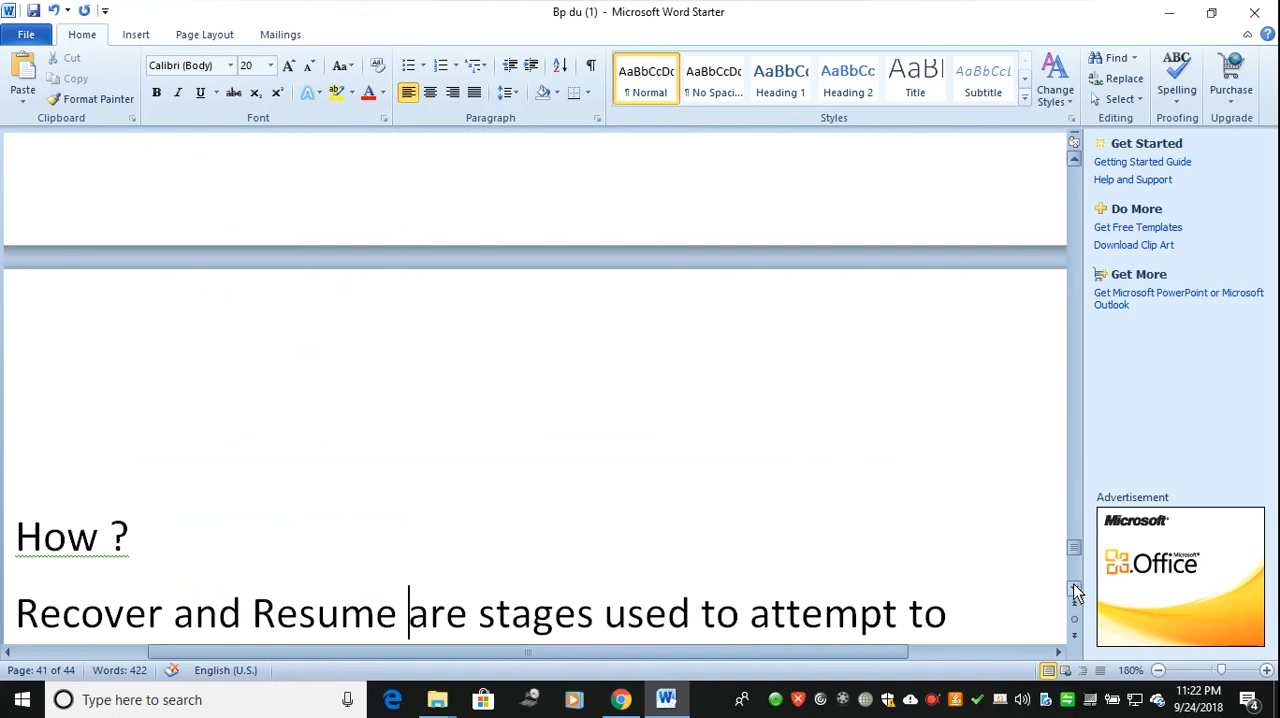 Bp du (1) - Microsoft Word Starter
File Home Insert Page Layout Mailings
Paste
Cut
Copy
Format Painter
Clipboard
Calibri (Body) 20
Font
Paragraph
AaBbCcDc AaBbCcDc AaBbCc AaBbCc AaBl AaBbCcL
¶ Normal ¶ No Spaci... Heading 1 Heading 2 Title Subtitle
Change Styles
Styles
Find
Replace
Select
Editing
Spelling
Proofing
Purchase
Upgrade
Get Started
Getting Started Guide
Help and Support
Do More
Get Free Templates
Download Clip Art
Get More
Get Microsoft PowerPoint or Microsoft
Outlook
Advertisement
Microsoft
Office Microsoft
How ?
Recover and Resume are stages used to attempt to
Page: 41 of 44 Words: 422 English (U.S.) 180%
Type here to search
11:22 PM
9/24/2018
4